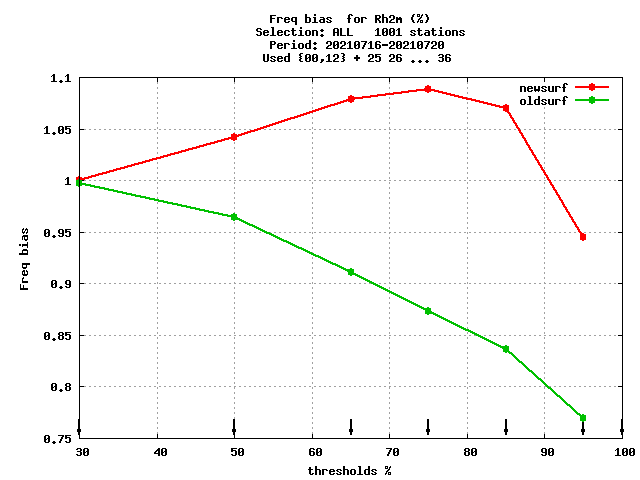 Freq bias  for Rh2m (%)
Selection: ALL   1001 stations
Period: 20210716-20210720
Used {00,12} + 25 26 ... 36
newsurf
oldsurf
1.1
1.05
1
0.95
0.9
0.85
0.8
0.75
Freq bias
30 40 50 60 70 80 90 100
thresholds %